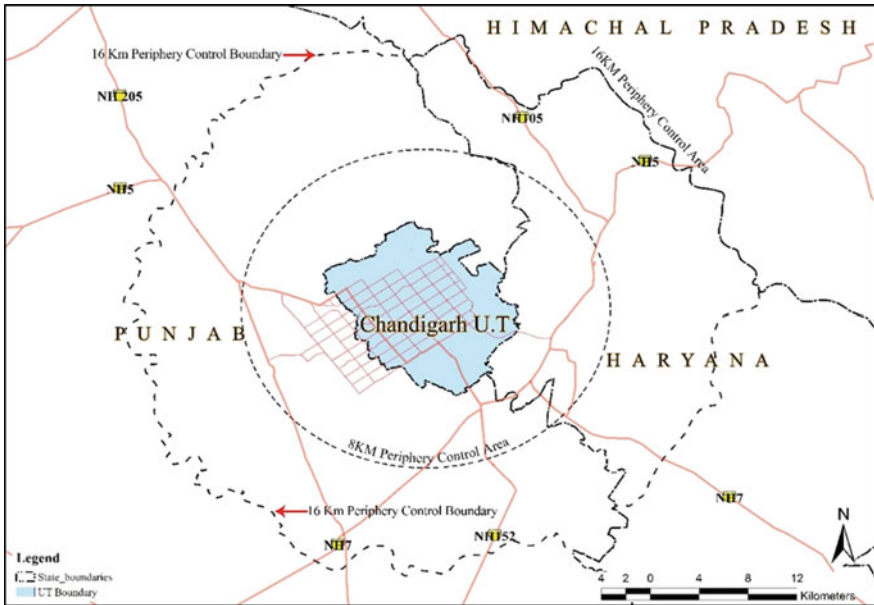 HIMACHAL PRADESH
16 Km Periphery Control Boundary
16KM Periphery Control Area
NH 205
NH105
NH5
NH5
Chandigarh U.T
PUNJAB
HARYANA
8KM Periphery Control Area
16 Km Periphery Control Boundary
NH7
NH152
NH7
N
Legend
State_boundaries
UT Boundary
4 2 0 4 8 12
Kilometers